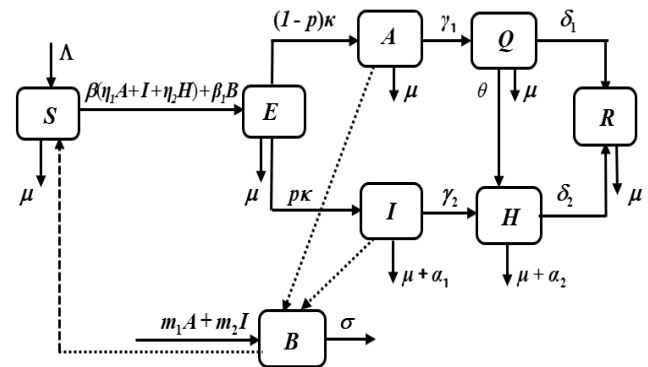 (1- p)κ
A
γ₁
Q
δ₁
Λ
β(η₁A+I+η₂H)+β₁B
S
E
μ
θ
μ
R
μ
μ
pκ
I
γ₂
H
δ₂
μ
μ + α₁
μ + α₂
m₁A + m₂I
B
σ